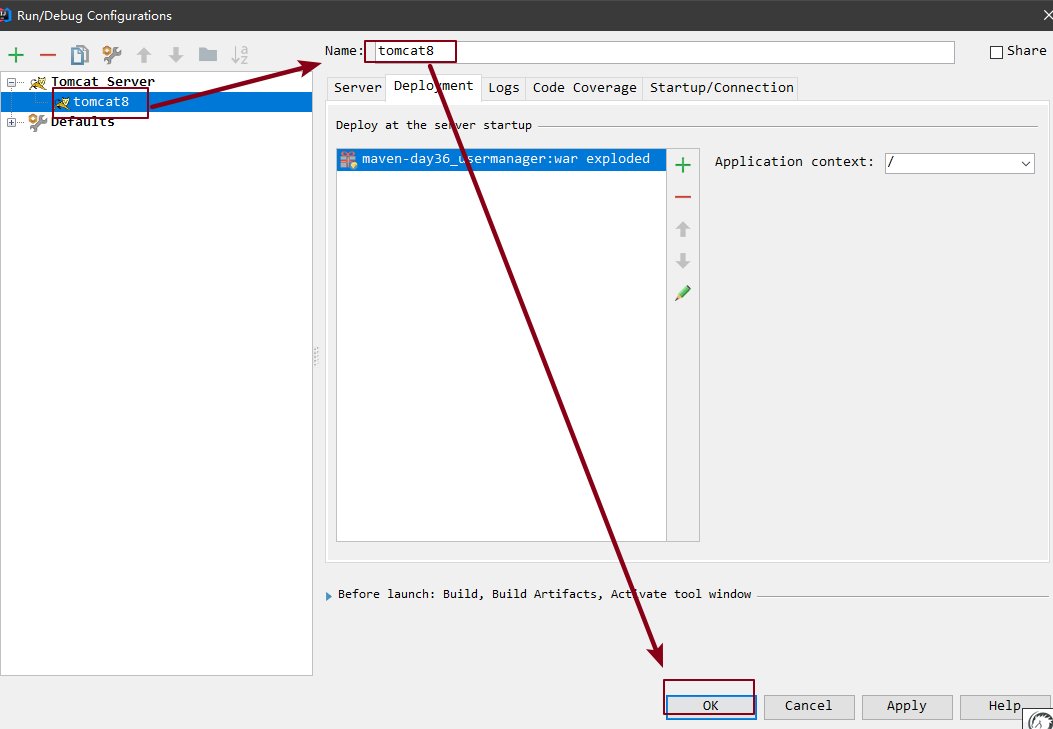 Run/Debug Configurations
Name: tomcat8
Share
Tomcat Server
tomcat8
Defaults
Server Deployment Logs Code Coverage Startup/Connection
Deploy at the server startup
maven-day36_usermanager:war exploded
Application context: /
Before launch: Build, Build Artifacts, Activate tool window
OK Cancel Apply Help